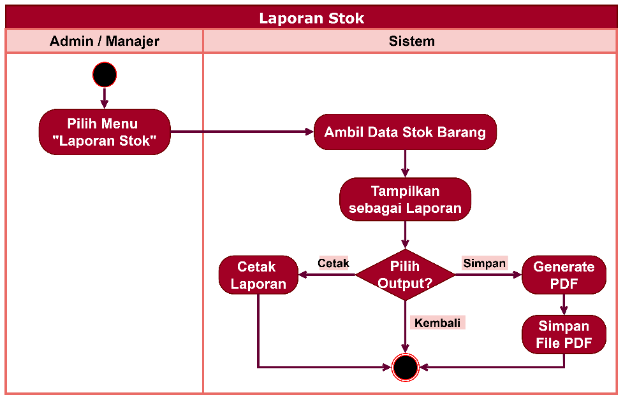 Laporan Stok
Admin / Manajer
Sistem
Pilih Menu
"Laporan Stok"
Ambil Data Stok Barang
Tampilkan
sebagai Laporan
Pilih
Output?
Cetak
Cetak
Laporan
Simpan
Generate
PDF
Simpan
File PDF
Kembali